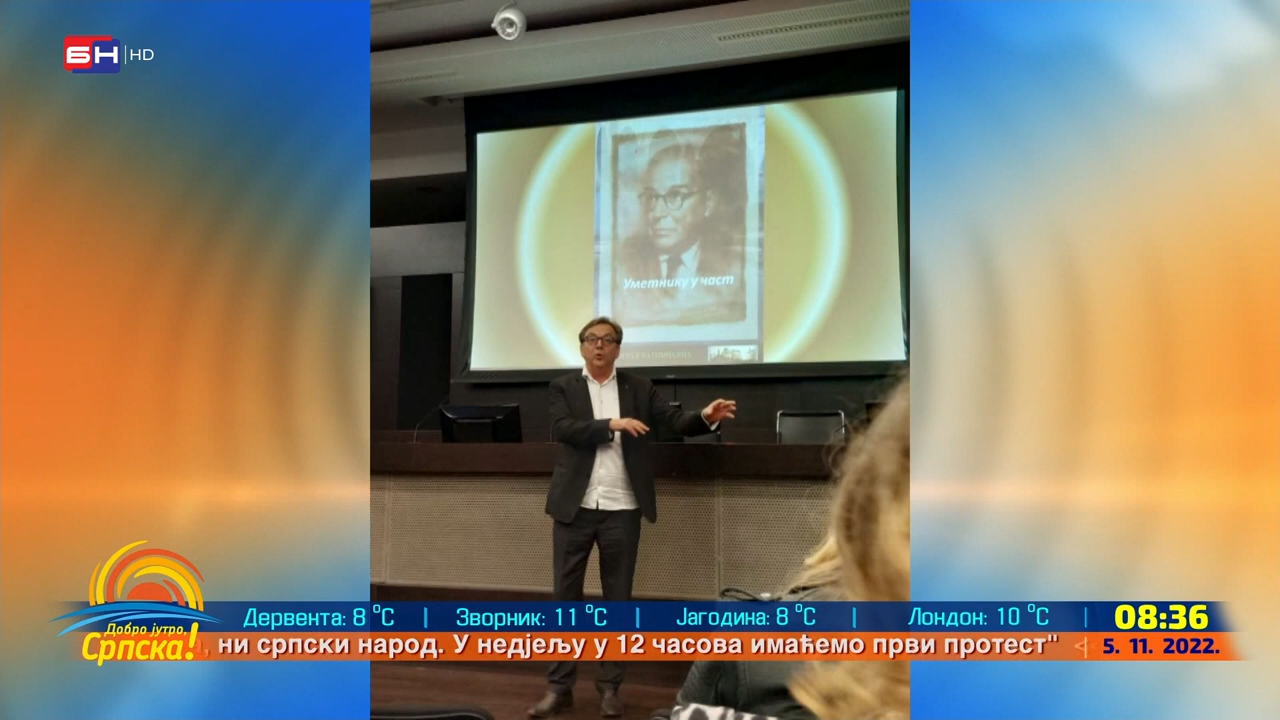 БН HD
Уметнику у част
Добро јутро,
Српска!
Дервента: 8 °C | Зворник: 11 °C | Јагодина: 8 °C | Лондон: 10 °C |
08:36
, ни српски народ. У недјељу у 12 часова имаћемо први протест"
5. 11. 2022.